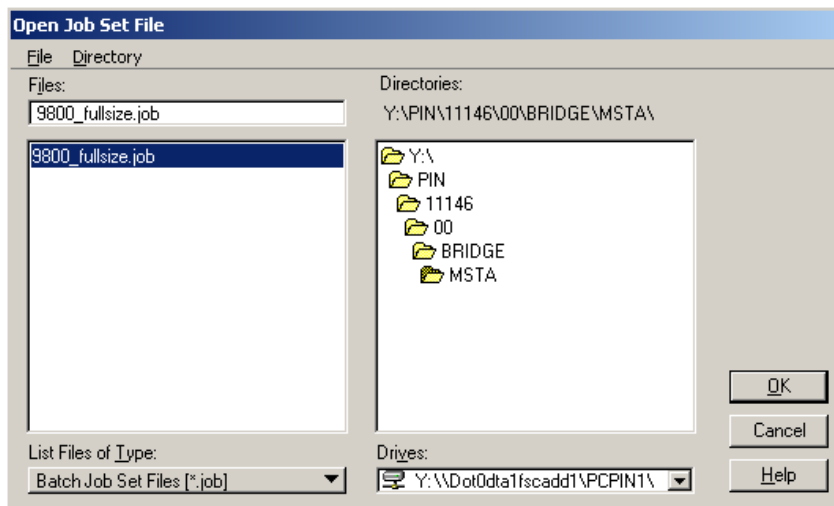 Open Job Set File
File Directory
Files:
9800_fullsize.job
9800_fullsize.job
List Files of Type:
Batch Job Set Files [*.job]
Directories:
Y:\PIN\11146\00\BRIDGE\MSTA\
Y:\
PIN
11146
00
BRIDGE
MSTA
Drives:
Y:\\Dot0dta1fscadd1\PCPIN1\
OK
Cancel
Help